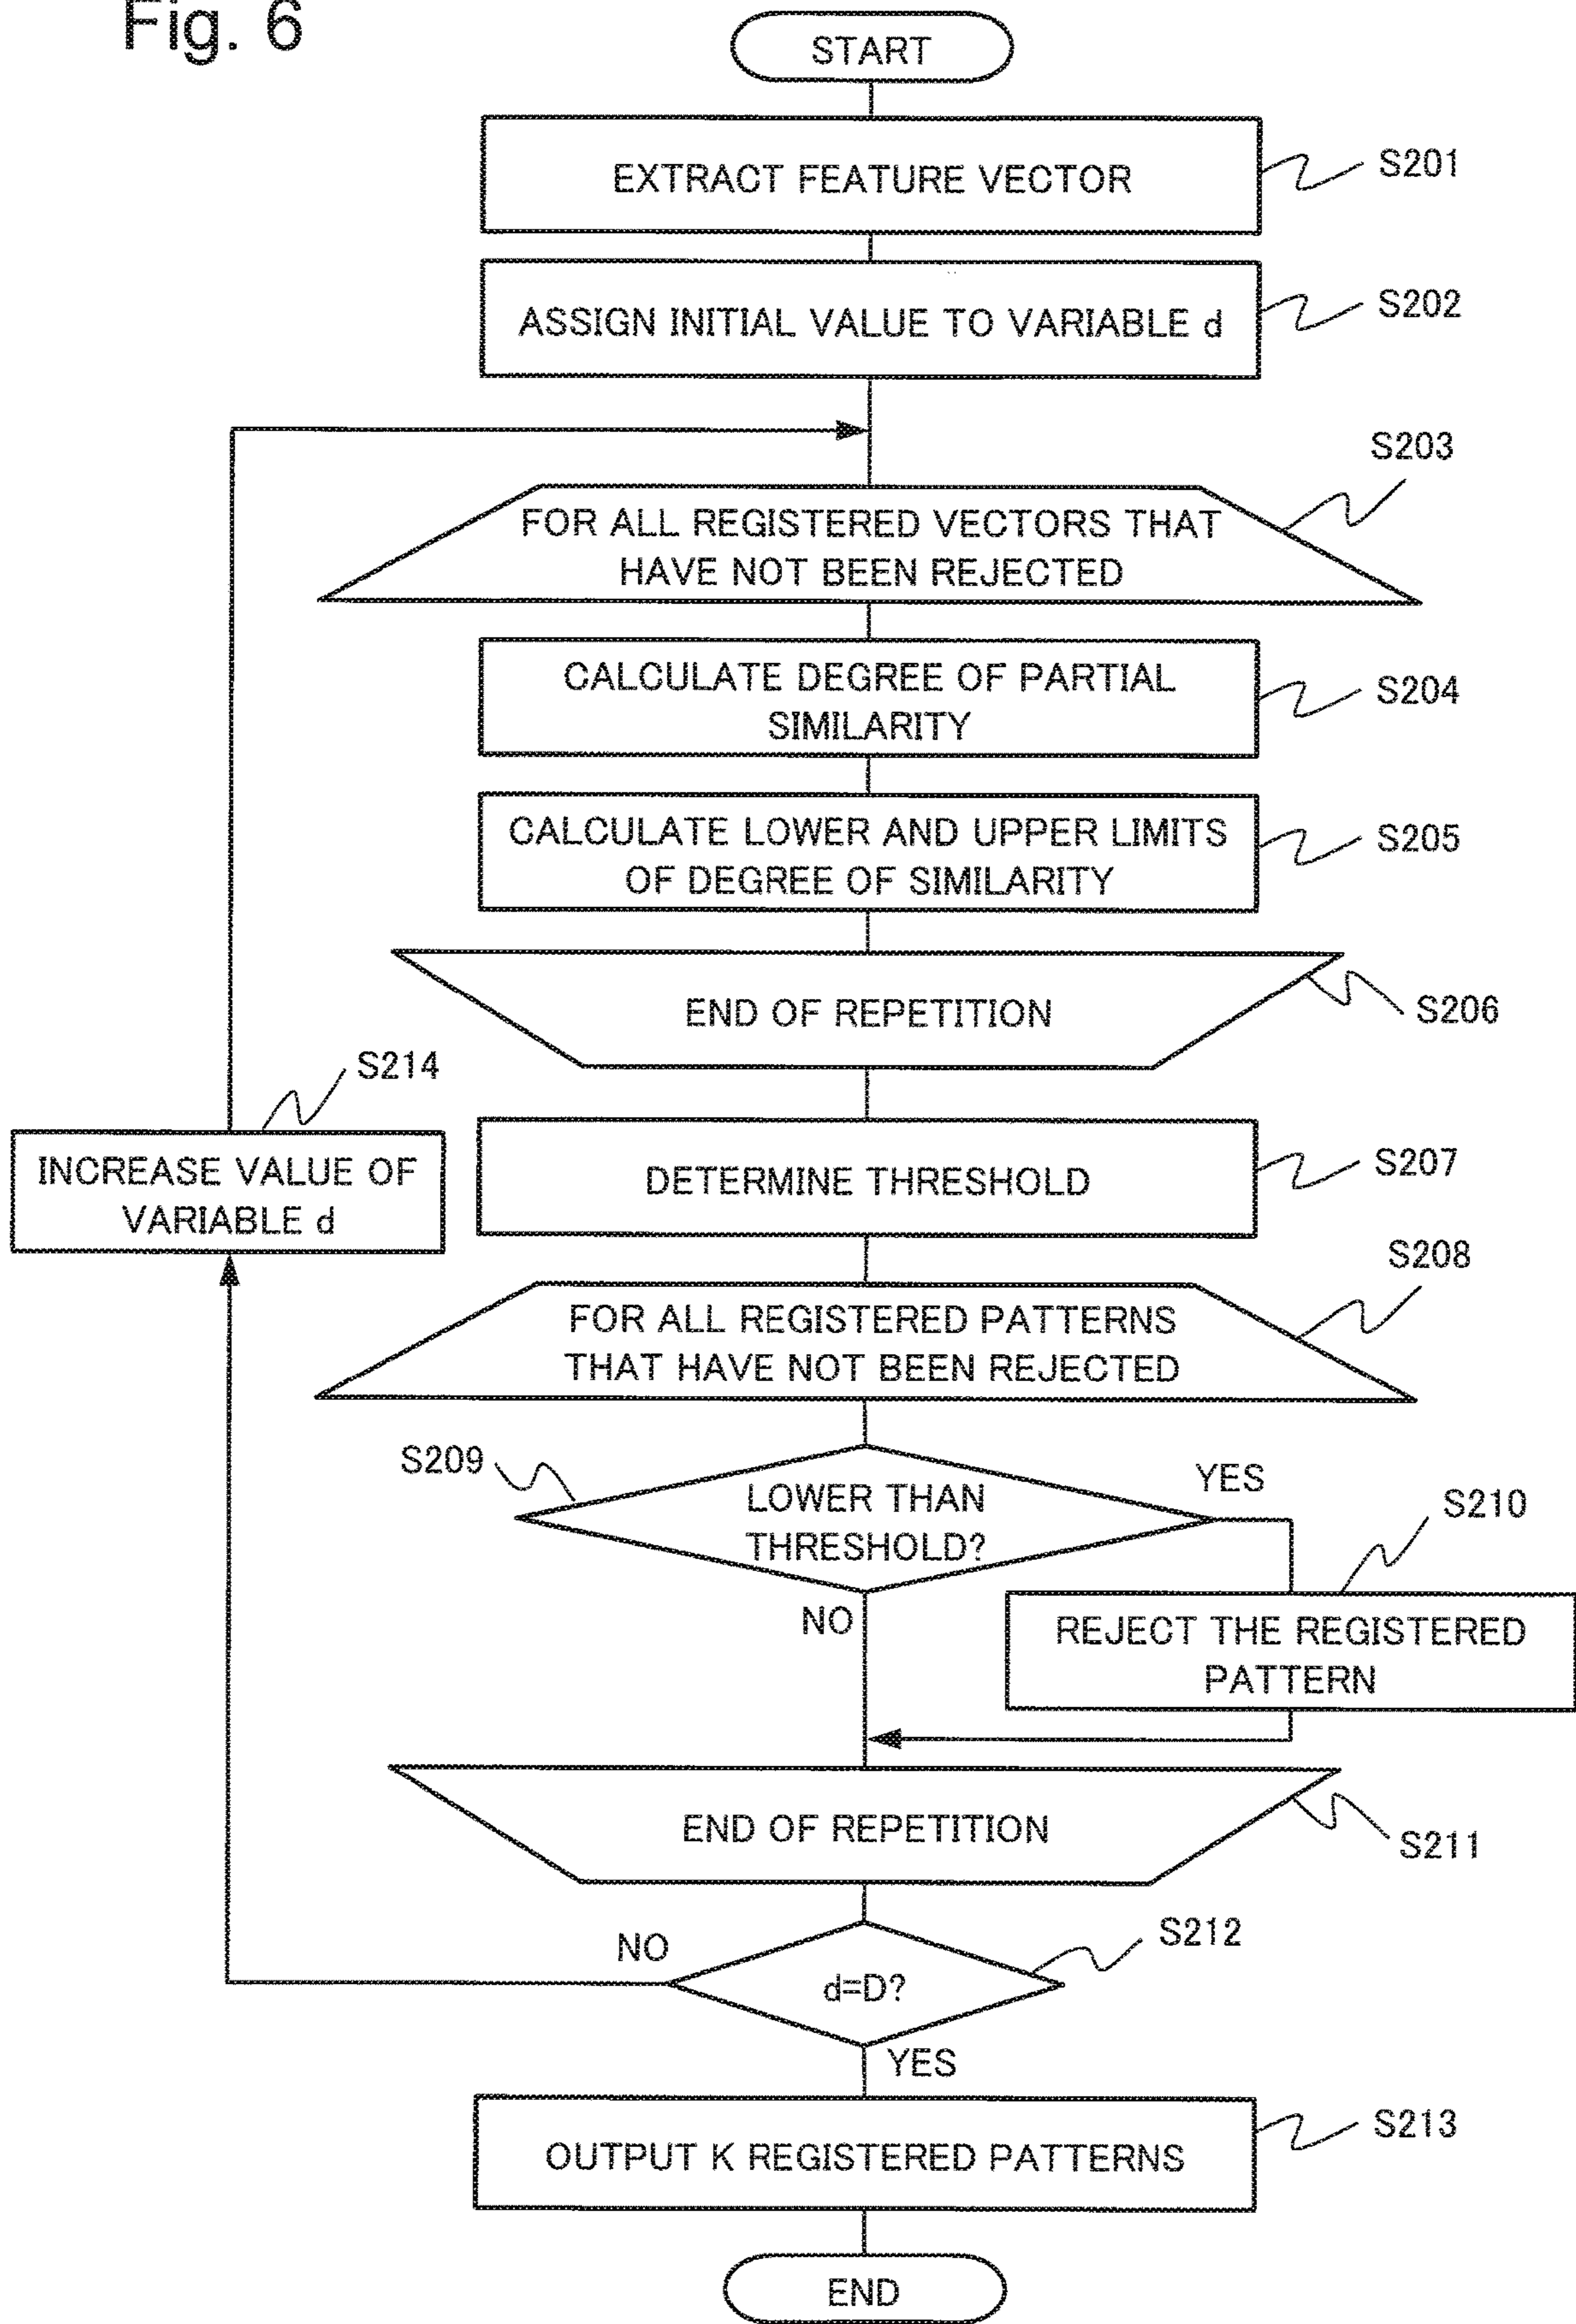 Fig. 6
START
EXTRACT FEATURE VECTOR
S201
ASSIGN INITIAL VALUE TO VARIABLE d
S202
S203
FOR ALL REGISTERED VECTORS THAT
HAVE NOT BEEN REJECTED
CALCULATE DEGREE OF PARTIAL
SIMILARITY
S204
CALCULATE LOWER AND UPPER LIMITS
OF DEGREE OF SIMILARITY
S205
END OF REPETITION
S206
S214
INCREASE VALUE OF
VARIABLE d
DETERMINE THRESHOLD
S207
S208
FOR ALL REGISTERED PATTERNS
THAT HAVE NOT BEEN REJECTED
S209
LOWER THAN
THRESHOLD?
YES
S210
NO
REJECT THE REGISTERED
PATTERN
END OF REPETITION
S211
NO
S212
d=D?
YES
OUTPUT K REGISTERED PATTERNS
S213
END